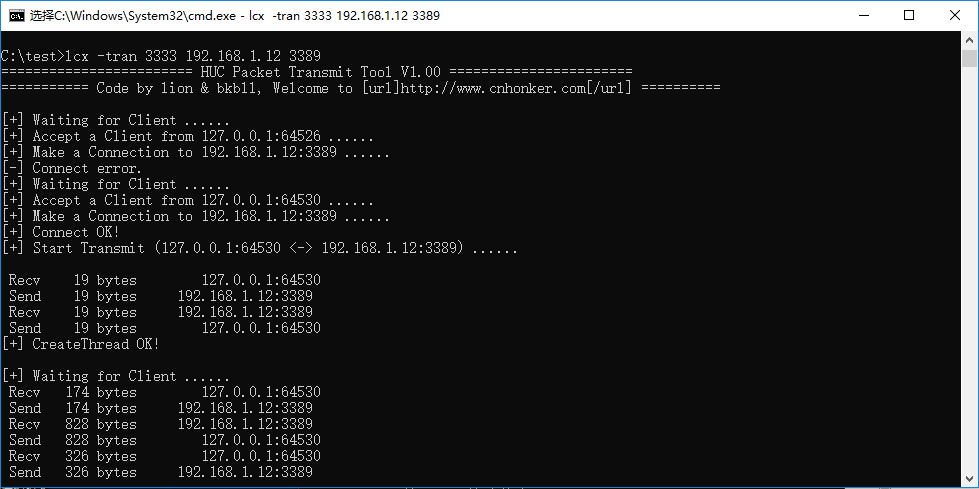 选择C:\Windows\System32\cmd.exe - lcx  -tran 3333 192.168.1.12 3389
C:\test>lcx -tran 3333 192.168.1.12 3389
======================== HUC Packet Transmit Tool V1.00 =======================
=========== Code by lion & bkbll, Welcome to [url]http://www.cnhonker.com[/url] ==========
[+] Waiting for Client ......
[+] Accept a Client from 127.0.0.1:64526 ......
[+] Make a Connection to 192.168.1.12:3389 ......
[-] Connect error.
[+] Waiting for Client ......
[+] Accept a Client from 127.0.0.1:64530 ......
[+] Make a Connection to 192.168.1.12:3389 ......
[+] Connect OK!
[+] Start Transmit (127.0.0.1:64530 <-> 192.168.1.12:3389) ......
Recv    19 bytes        127.0.0.1:64530
Send    19 bytes     192.168.1.12:3389
Recv    19 bytes     192.168.1.12:3389
Send    19 bytes        127.0.0.1:64530
[+] CreateThread OK!
[+] Waiting for Client ......
Recv   174 bytes        127.0.0.1:64530
Send   174 bytes     192.168.1.12:3389
Recv   828 bytes     192.168.1.12:3389
Send   828 bytes        127.0.0.1:64530
Recv   326 bytes        127.0.0.1:64530
Send   326 bytes     192.168.1.12:3389